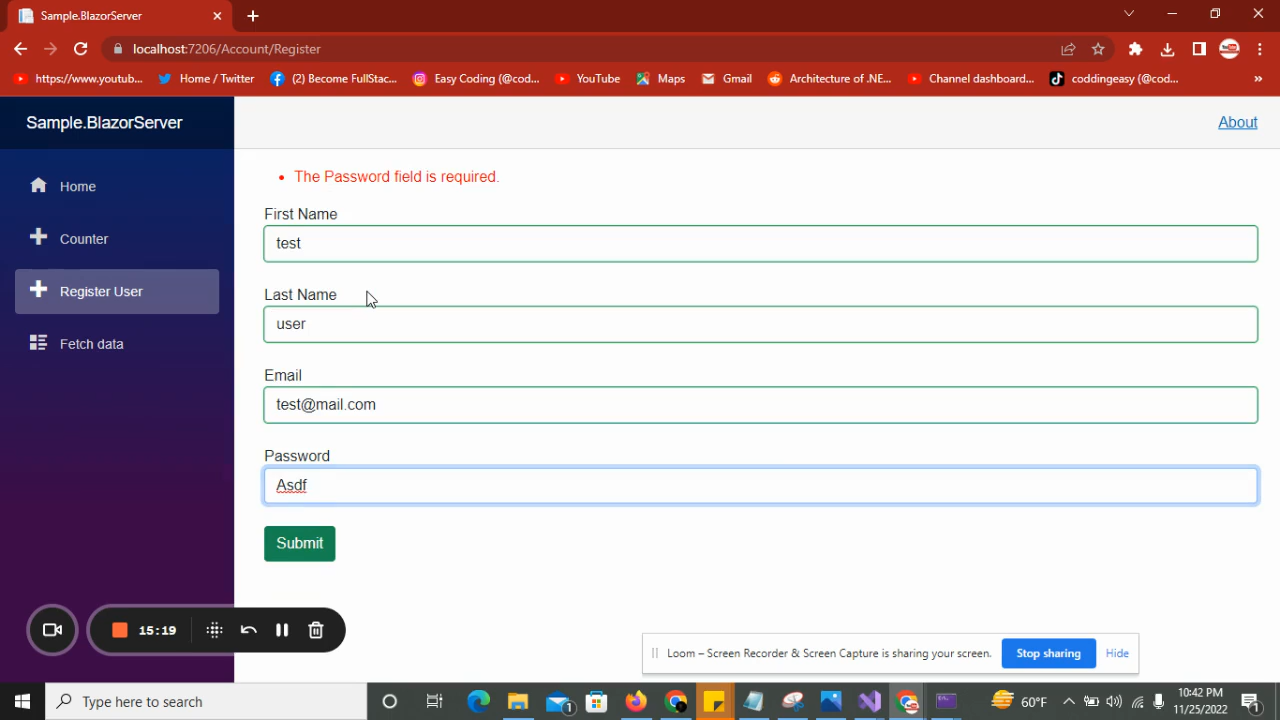 Sample.BlazorServer
localhost:7206/Account/Register
https://www.youtub... Home / Twitter (2) Become FullStac... Easy Coding (@cod... YouTube Maps Gmail Architecture of .NE... Channel dashboard... coddingeasy (@cod... »
Sample.BlazorServer
About
Home
Counter
Register User
Fetch data
• The Password field is required.
First Name
test
Last Name
user
Email
test@mail.com
Password
Asdf
Submit
15:19
Loom – Screen Recorder & Screen Capture is sharing your screen. Stop sharing Hide
Type here to search
1
60°F
10:42 PM
11/25/2022
1